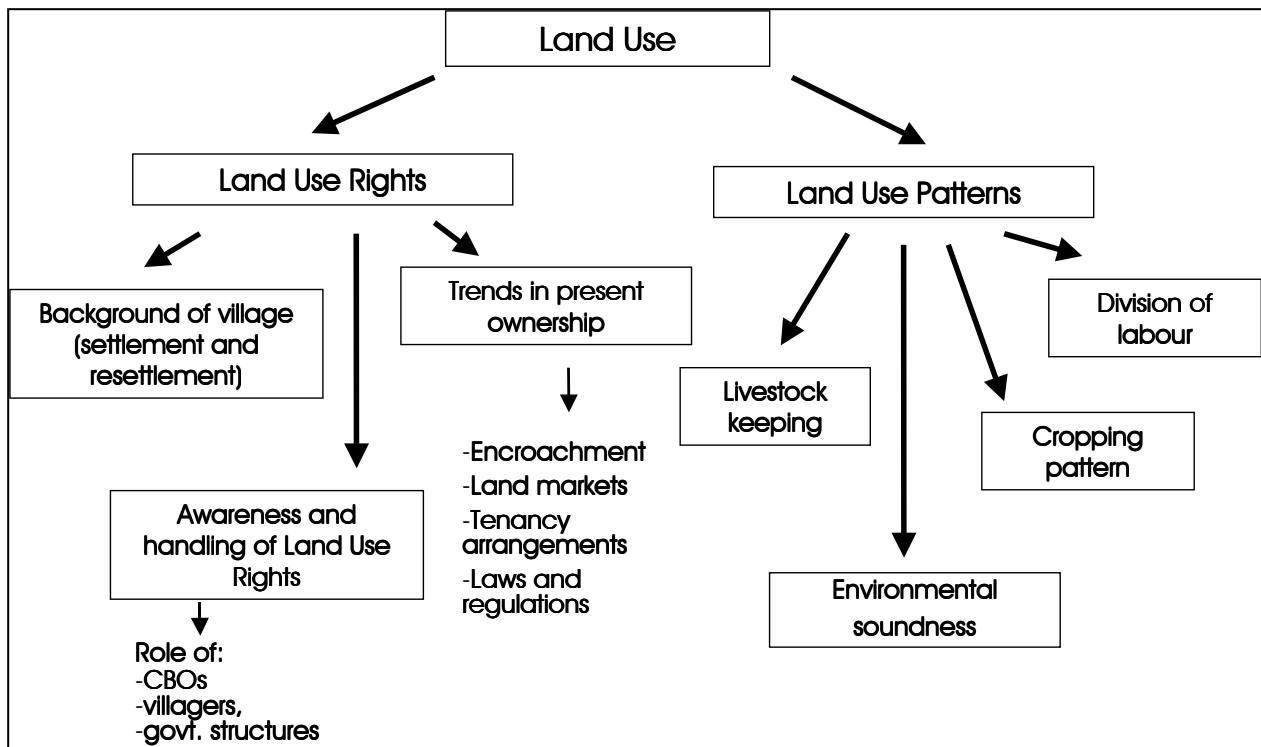 Land Use
Land Use Rights
Land Use Patterns
Background of village
(settlement and
resettlement)
Trends in present
ownership
Division of
labour
Livestock
keeping
Cropping
pattern
-Encroachment
-Land markets
-Tenancy
arrangements
-Laws and
regulations
Awareness and
handling of Land Use
Rights
Environmental
soundness
Role of:
-CBOs
-villagers,
-govt. structures